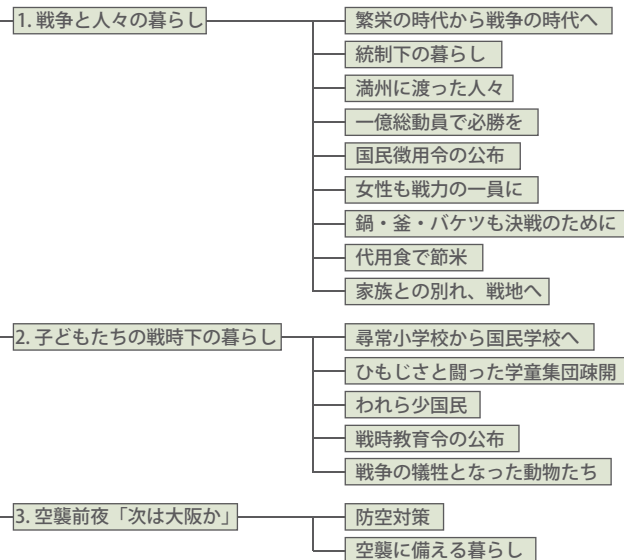 1. 戦争と人々の暮らし
繁栄の時代から戦争の時代へ
統制下の暮らし
満州に渡った人々
一億総動員で必勝を
国民徴用令の公布
女性も戦力の一員に
鍋・釜・バケツも決戦のために
代用食で節米
家族との別れ、戦地へ
2. 子どもたちの戦時下の暮らし
尋常小学校から国民学校へ
ひもじさと闘った学童集団疎開
われら少国民
戦時教育令の公布
戦争の犠牲となった動物たち
3. 空襲前夜「次は大阪か」
防空対策
空襲に備える暮らし